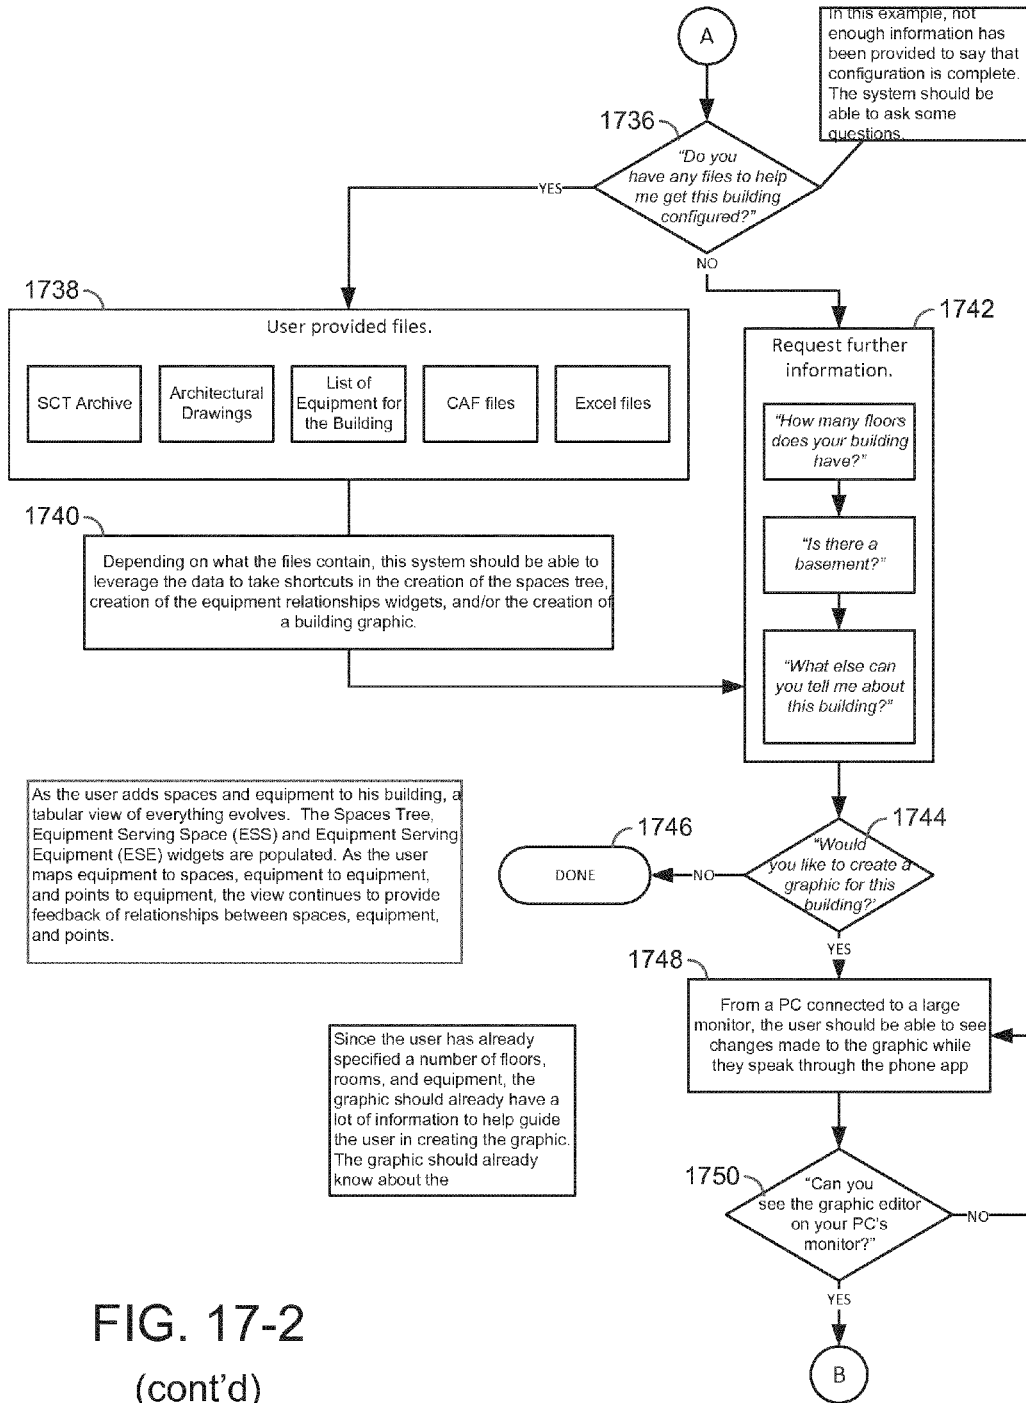 A
In this example, not
enough information has
been provided to say that
configuration is complete.
The system should be
able to ask some
questions.
1736
“Do you
have any files to help
me get this building
configured?”
YES
NO
1738
User provided files.
SCT Archive
Architectural
Drawings
List of
Equipment for
the Building
CAF files
Excel files
1742
Request further
information.
“How many floors
does your building
have?”
“Is there a
basement?”
“What else can
you tell me about
this building?”
1740
Depending on what the files contain, this system should be able to
leverage the data to take shortcuts in the creation of the spaces tree,
creation of the equipment relationships widgets, and/or the creation of
a building graphic.
As the user adds spaces and equipment to his building, a
tabular view of everything evolves. The Spaces Tree,
Equipment Serving Space (ESS) and Equipment Serving
Equipment (ESE) widgets are populated. As the user
maps equipment to spaces, equipment to equipment,
and points to equipment, the view continues to provide
feedback of relationships between spaces, equipment,
and points.
1746
DONE
NO
1744
“Would
you like to create a
graphic for this
building?’
YES
1748
From a PC connected to a large
monitor, the user should be able to see
changes made to the graphic while
they speak through the phone app
Since the user has already
specified a number of floors,
rooms, and equipment, the
graphic should already have a
lot of information to help guide
the user in creating the graphic.
The graphic should already
know about the
1750
“Can you
see the graphic editor
on your PC's
monitor?”
NO
YES
B
FIG. 17-2
(cont'd)